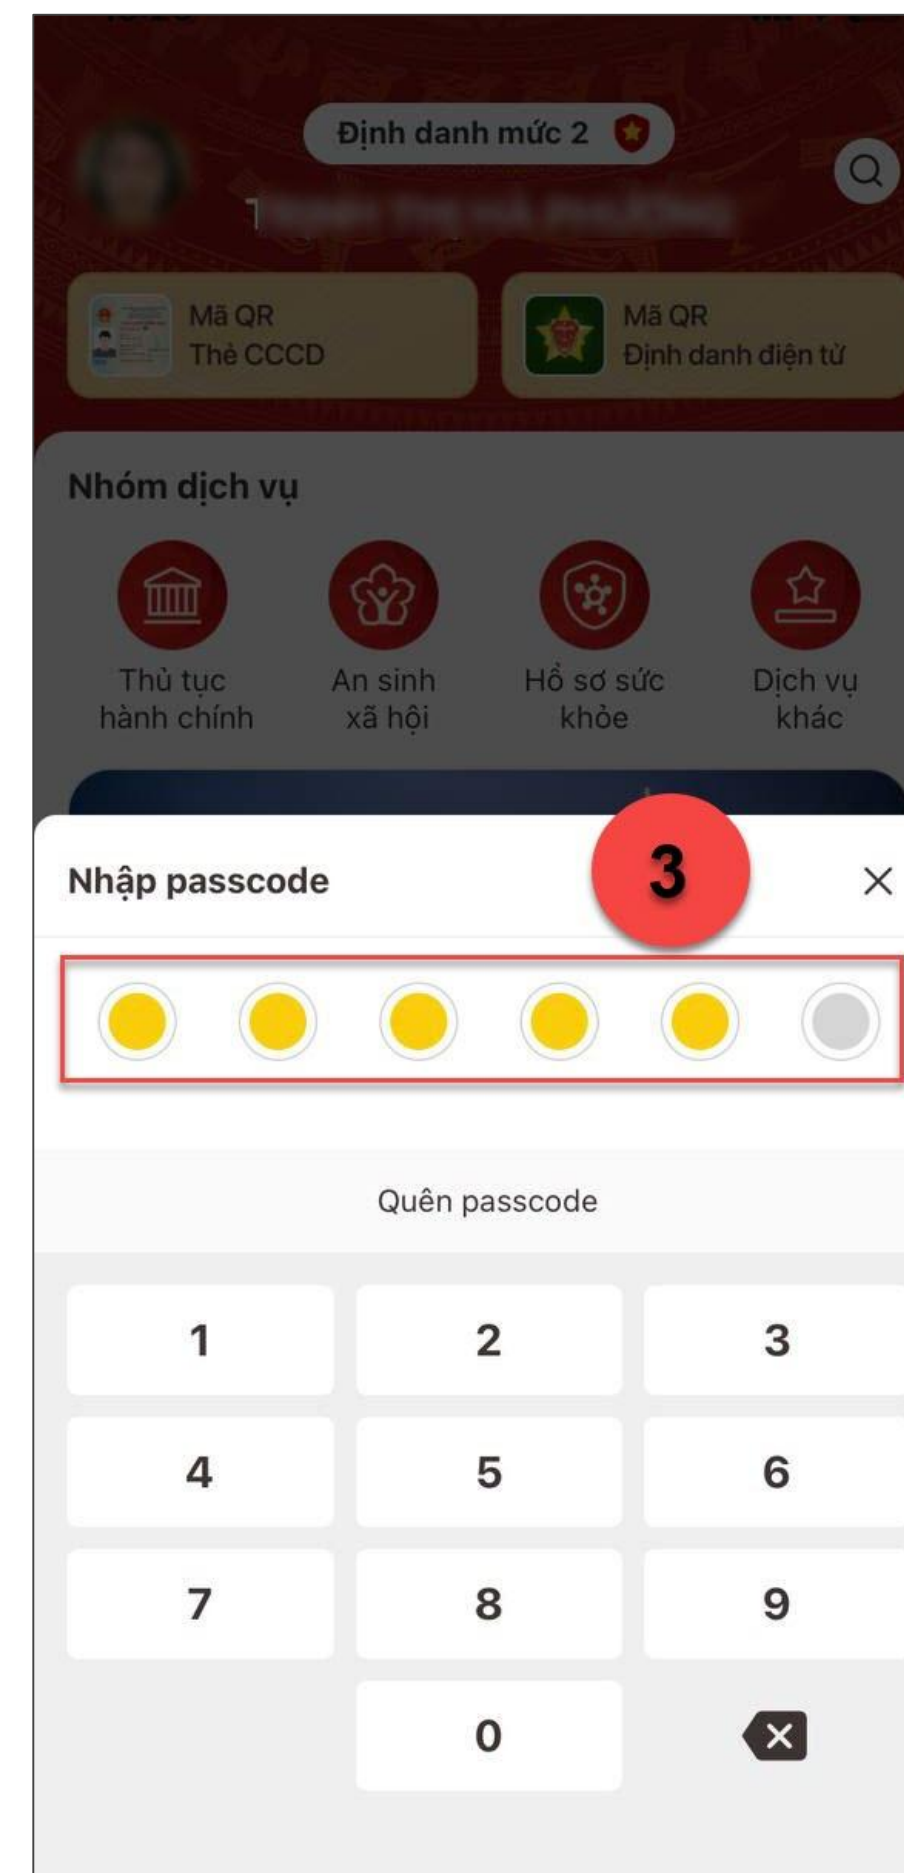 Định danh mức 2
Mã QR
Thẻ CCCD
Mã QR
Định danh điện tử
Nhóm dịch vụ
Thủ tục
hành chính
An sinh
xã hội
Hồ sơ sức
khỏe
Dịch vụ
khác
Nhập passcode
3
Quên passcode
1 2 3
4 5 6
7 8 9
0